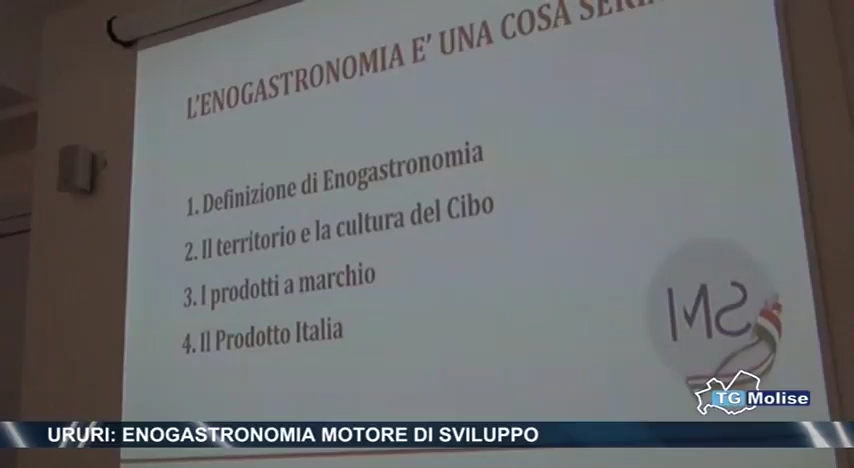 L'ENOGASTRONOMIA E' UNA COSA
1. Definizione di Enogastronomia
2. Il territorio e la cultura del Cibo
3. I prodotti a marchio
4. Il Prodotto Italia
TG Molise
URURI: ENOGASTRONOMIA MOTORE DI SVILUPPO